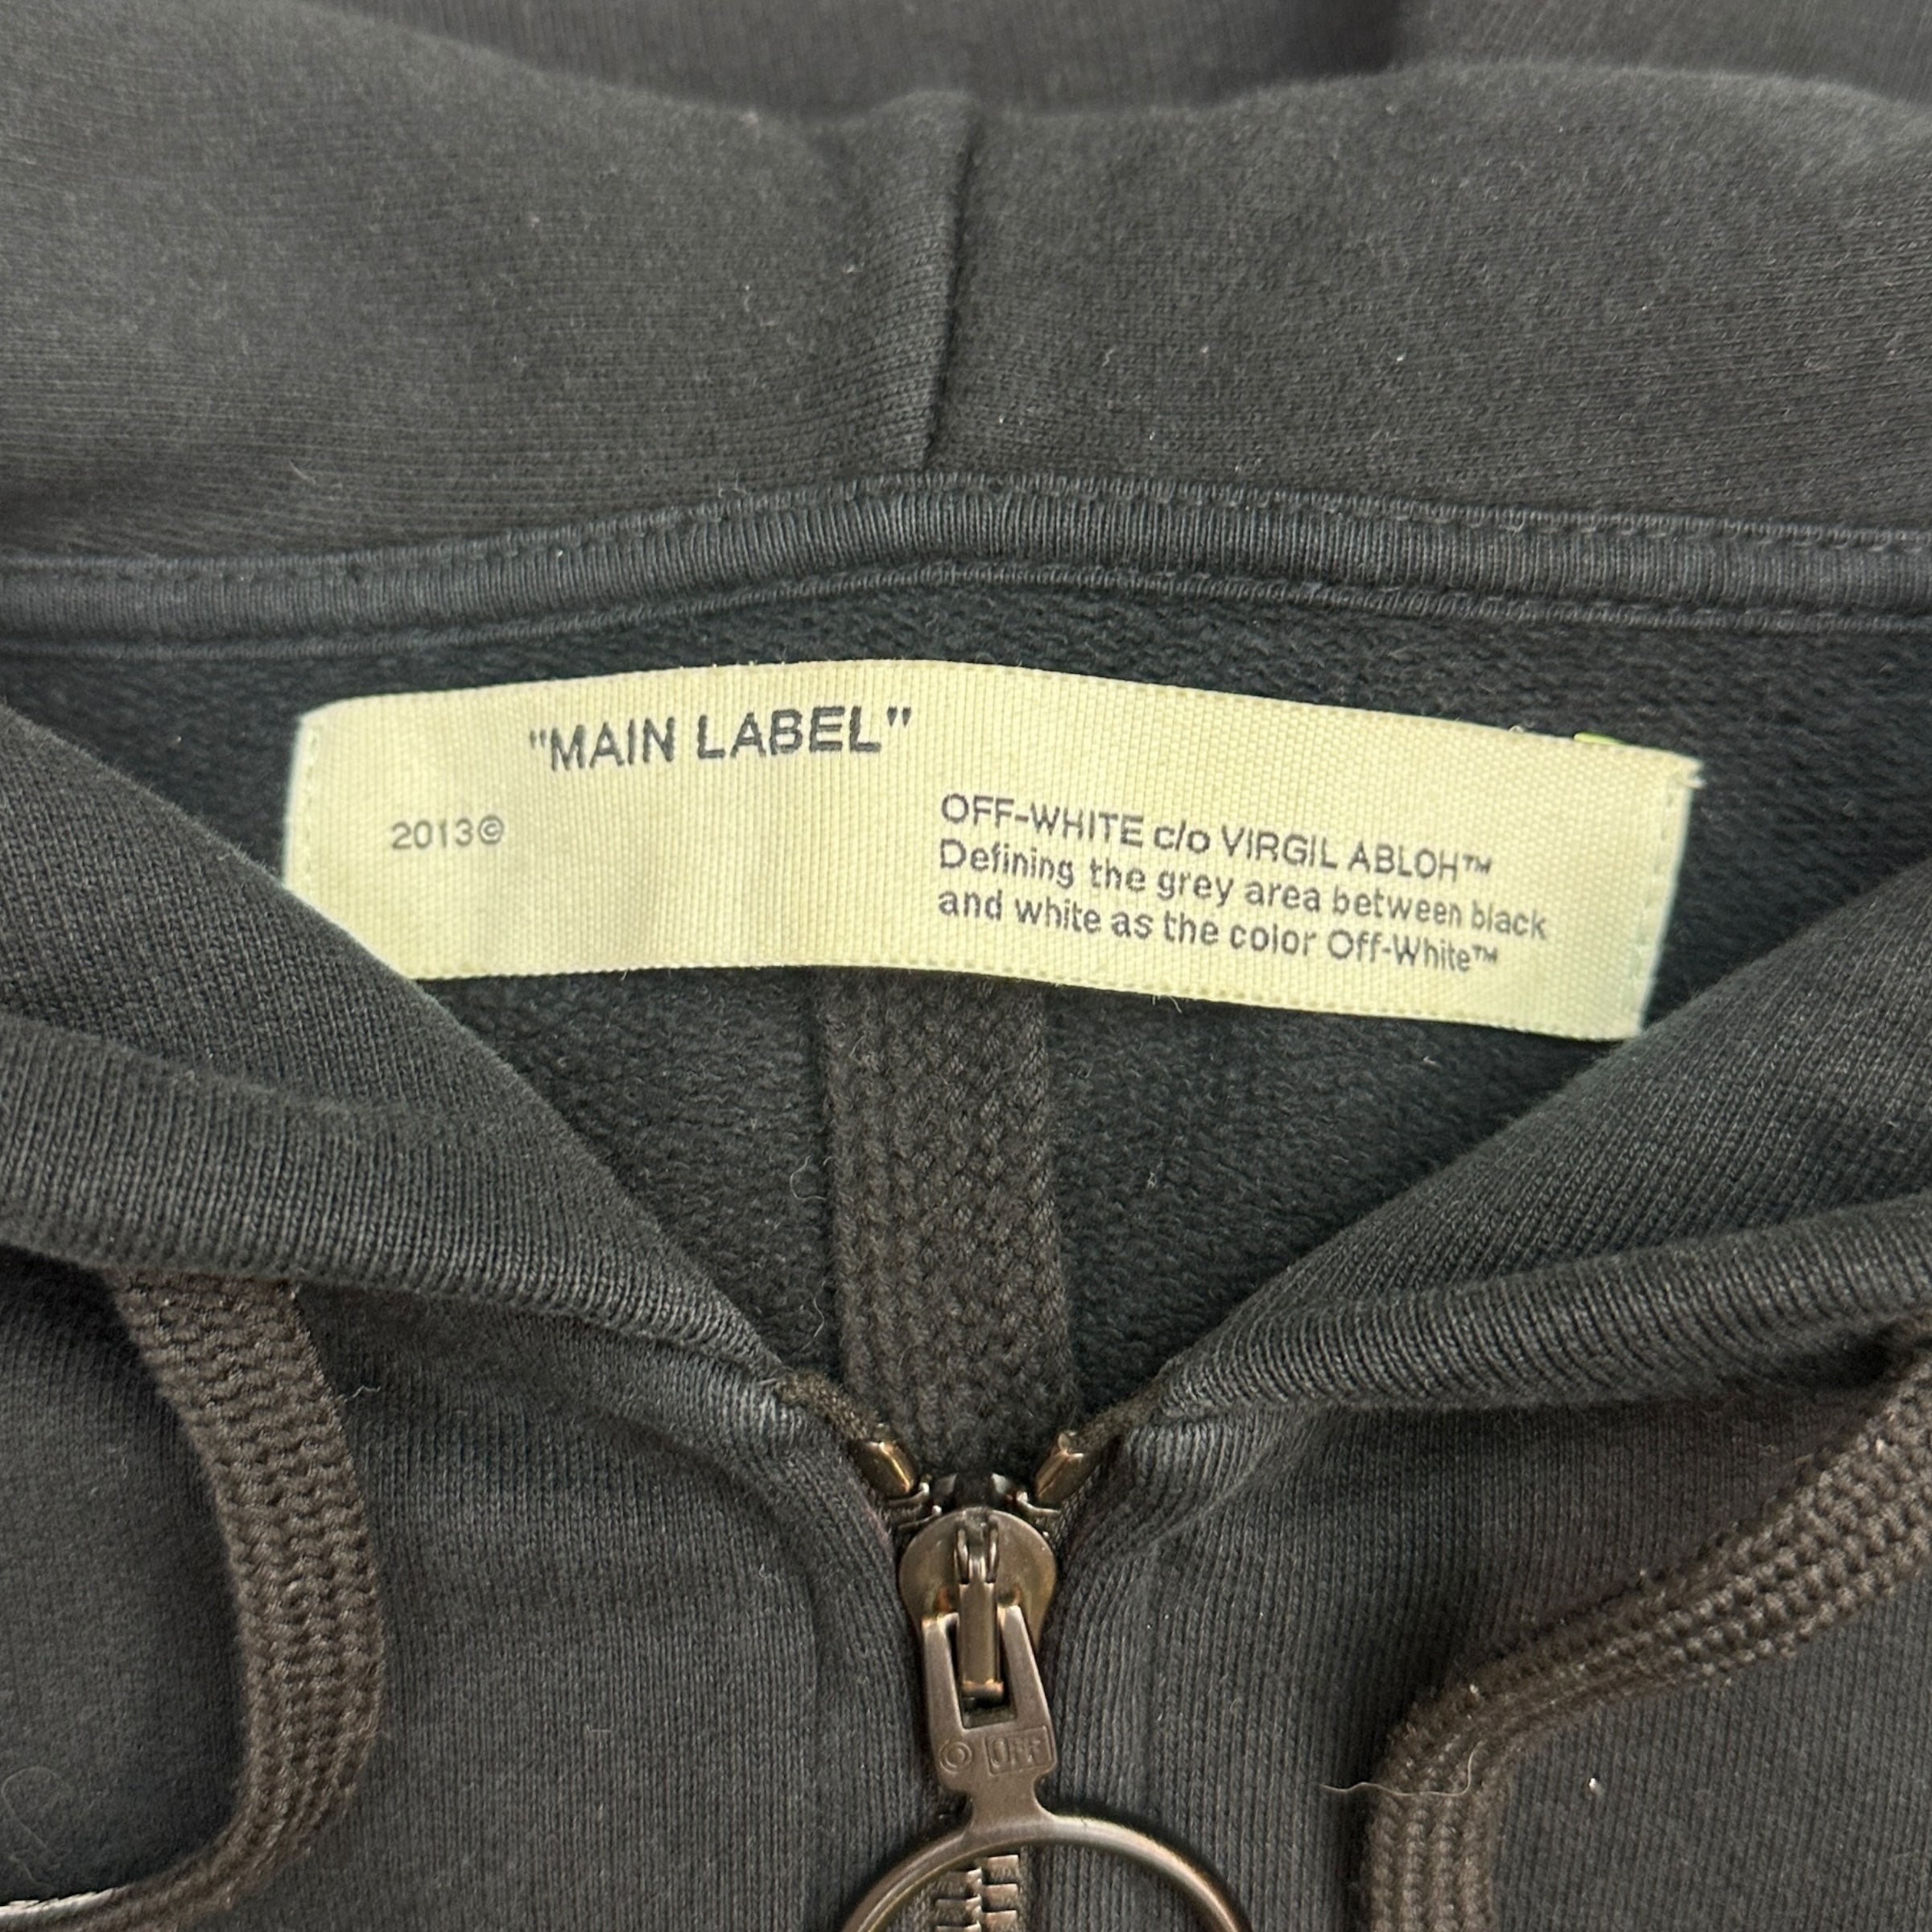 "MAIN LABEL"
2013©
OFF-WHITE c/o VIRGIL ABLOH™
Defining the grey area between black
and white as the color Off-White™
© OFF